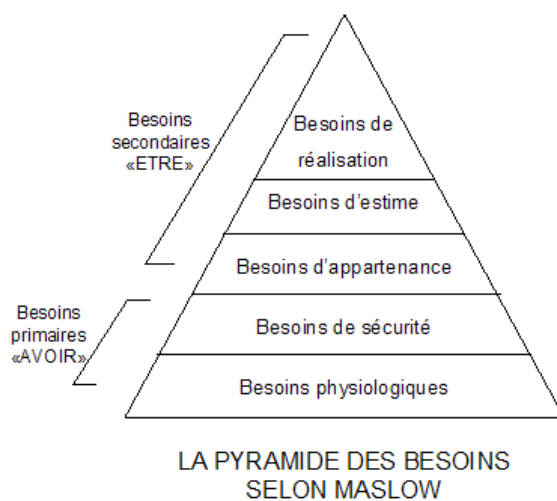 Besoins de
réalisation
Besoins
secondaires
«ETRE»
Besoins d'estime
Besoins d'appartenance
Besoins
primaires
«AVOIR»
Besoins de sécurité
Besoins physiologiques
LA PYRAMIDE DES BESOINS
SELON MASLOW